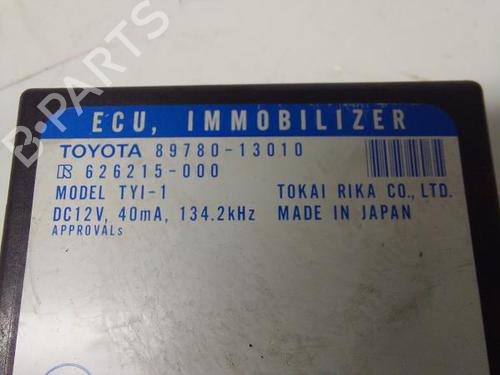 B-PARTS
ECU, IMMOBILIZER
TOYOTA 89780-13010
626215-000
MODEL TYI-1 TOKAI RIKA CO., LTD.
DC12V, 40mA, 134.2kHz MADE IN JAPAN
APPROVALs